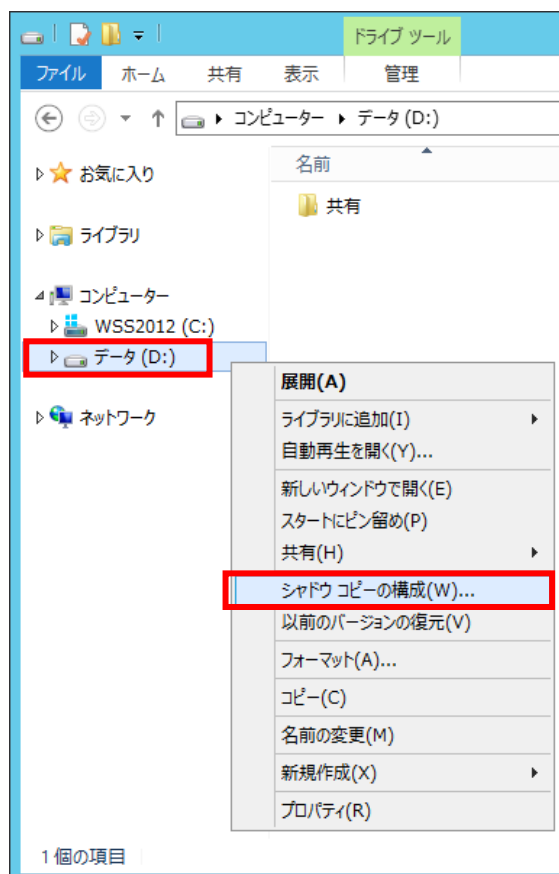 ドライブ ツール
ファイル ホーム 共有 表示 管理
コンピューター データ (D:)
名前
お気に入り
共有
ライブラリ
コンピューター
WSS2012 (C:)
データ (D:)
ネットワーク
展開(A)
ライブラリに追加(I)
自動再生を開く(Y)...
新しいウィンドウで開く(E)
スタートにピン留め(P)
共有(H)
シャドウ コピーの構成(W)...
以前のバージョンの復元(V)
フォーマット(A)...
コピー(C)
名前の変更(M)
新規作成(X)
プロパティ(R)
1 個の項目